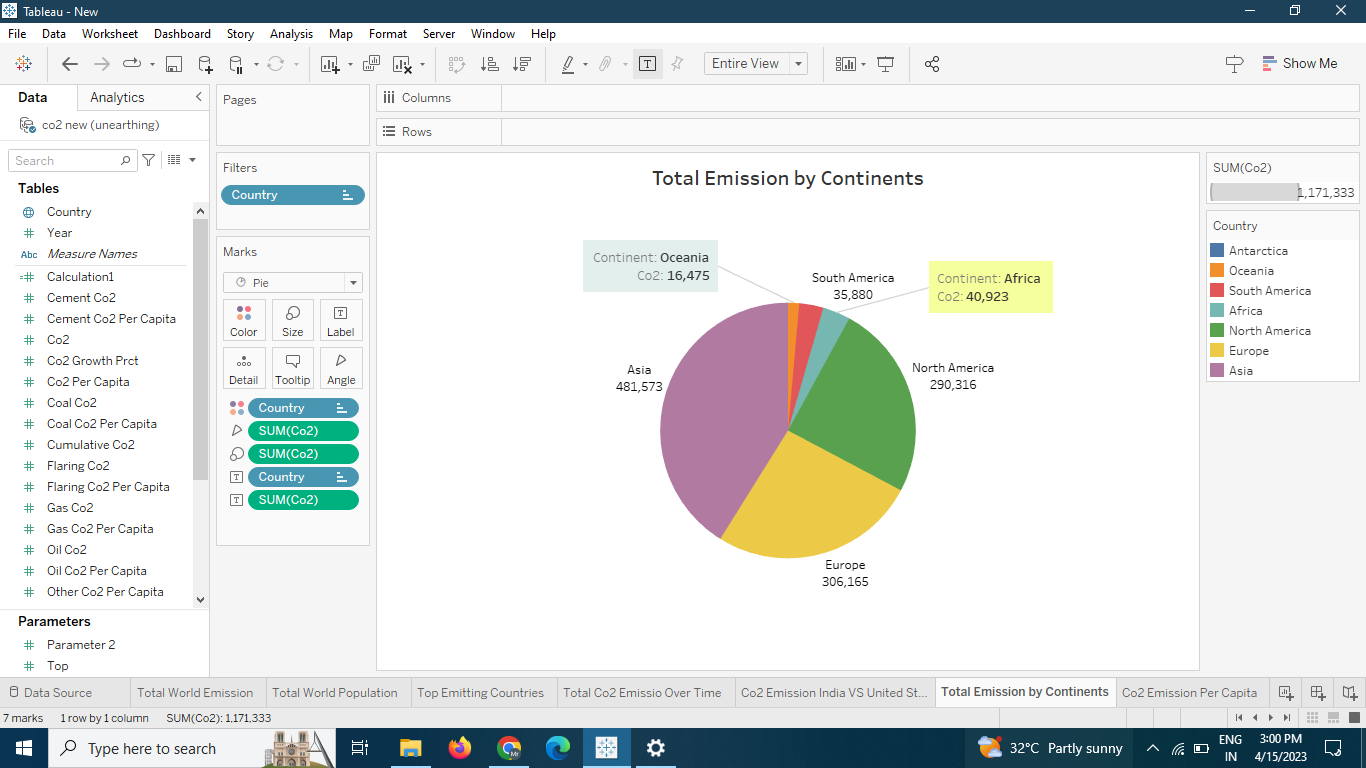 Tableau - New
File Data Worksheet Dashboard Story Analysis Map Format Server Window Help
Entire View
Show Me
Data Analytics
co2 new (unearthing)
Search
Tables
Country
Year
Abc Measure Names
Calculation1
Cement Co2
Cement Co2 Per Capita
Co2
Co2 Growth Prct
Co2 Per Capita
Coal Co2
Coal Co2 Per Capita
Cumulative Co2
Flaring Co2
Flaring Co2 Per Capita
Gas Co2
Gas Co2 Per Capita
Oil Co2
Oil Co2 Per Capita
Other Co2 Per Capita
Parameters
Parameter 2
Top
Pages
Filters
Country
Marks
Pie
Color Size Label
Detail Tooltip Angle
Country
SUM(Co2)
SUM(Co2)
Country
SUM(Co2)
Columns
Rows
Total Emission by Continents
Continent: Oceania
Co2: 16,475
South America
35,880
Continent: Africa
Co2: 40,923
Asia
481,573
North America
290,316
Europe
306,165
SUM(Co2)
1,171,333
Country
Antarctica
Oceania
South America
Africa
North America
Europe
Asia
Data Source Total World Emission Total World Population Top Emitting Countries Total Co2 Emissio Over Time Co2 Emission India VS United St... Total Emission by Continents Co2 Emission Per Capita
7 marks 1 row by 1 column SUM(Co2): 1,171,333
Type here to search
32°C Partly sunny
ENG
IN
3:00 PM
4/15/2023